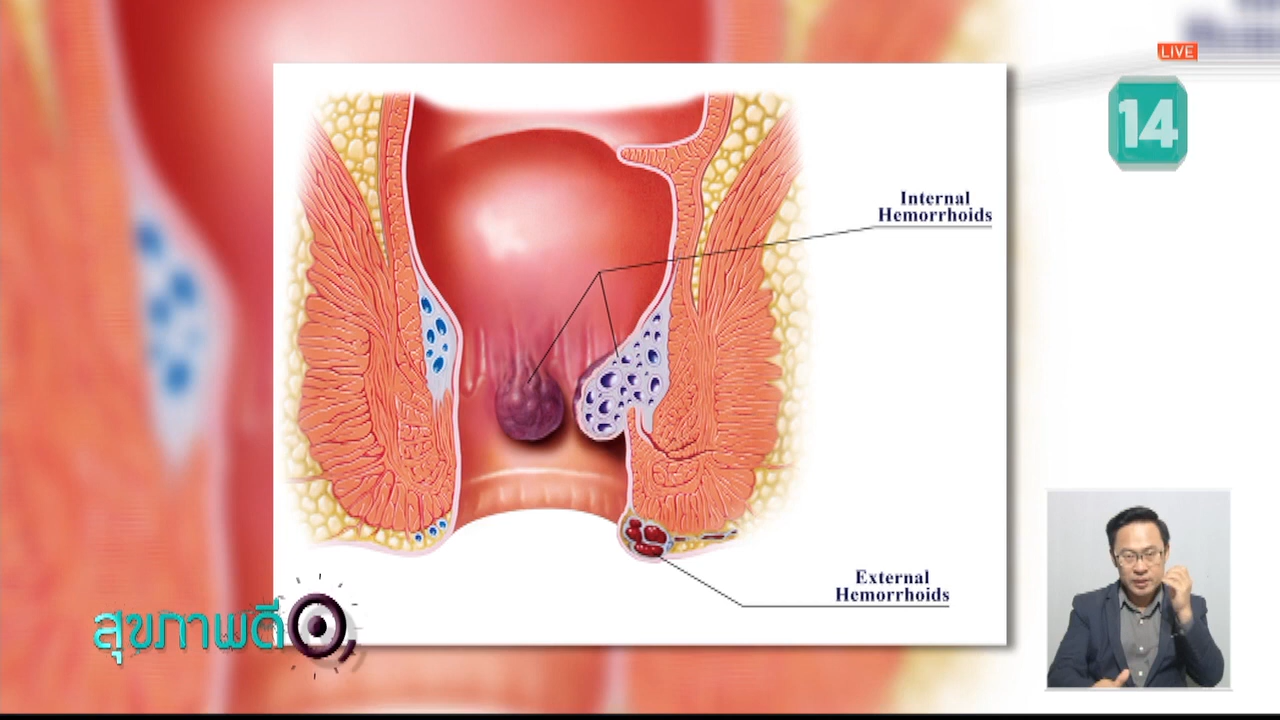 LIVE
14
Internal
Hemorrhoids
External
Hemorrhoids
สุขภาพดี